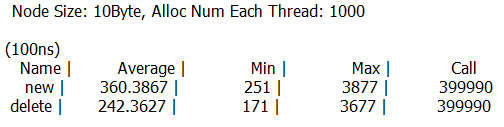 Node Size: 10Byte, Alloc Num Each Thread: 1000
(100ns)
Name | Average | Min | Max | Call
new | 360.3867 | 251 | 3877 | 399990
delete | 242.3627 | 171 | 3677 | 399990